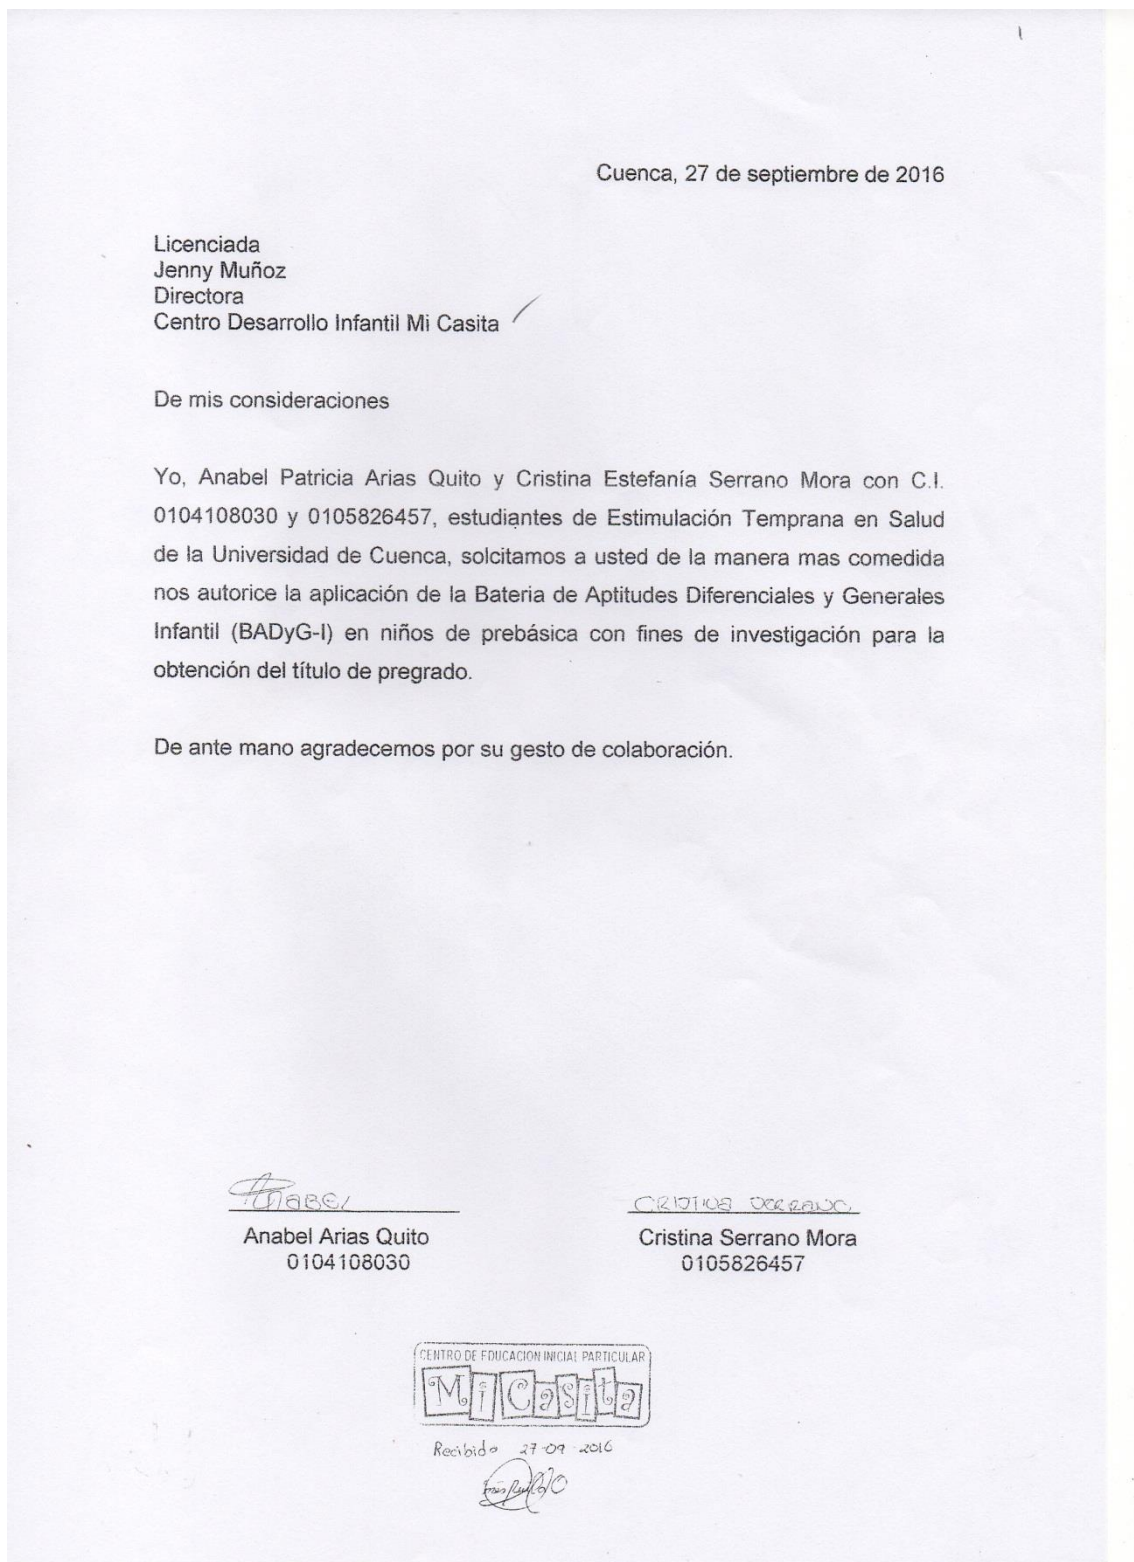 Cuenca, 27 de septiembre de 2016
Licenciada
Jenny Muñoz
Directora
Centro Desarrollo Infantil Mi Casita
De mis consideraciones
Yo, Anabel Patricia Arias Quito y Cristina Estefanía Serrano Mora con C.I.
0104108030 y 0105826457, estudiantes de Estimulación Temprana en Salud
de la Universidad de Cuenca, solcitamos a usted de la manera mas comedida
nos autorice la aplicación de la Bateria de Aptitudes Diferenciales y Generales
Infantil (BADyG-I) en niños de prebásica con fines de investigación para la
obtención del título de pregrado.
De ante mano agradecemos por su gesto de colaboración.
Anabel
CRISTINA SERRANO
Anabel Arias Quito
Cristina Serrano Mora
0104108030
0105826457
CENTRO DE EDUCACION INICIAL PARTICULAR
Mi Casita
Recibido 27-09-2016